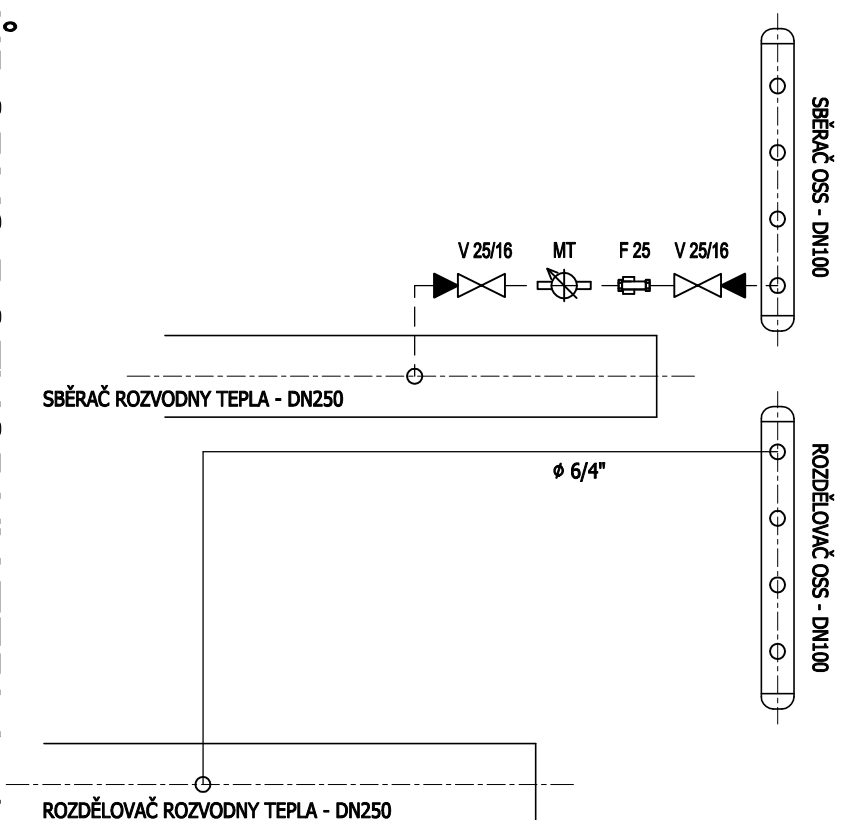 SBĚRAČ OSS - DN100
V 25/16 MT F 25 V 25/16
SBĚRAČ ROZVODNY TEPLA - DN250
ø 6/4"
ROZDĚLOVAČ OSS - DN100
ROZDĚLOVAČ ROZVODNY TEPLA - DN250